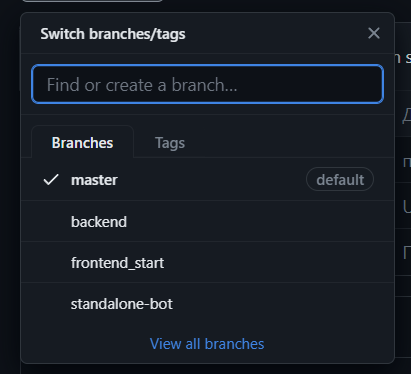 Switch branches/tags
Find or create a branch...
Branches
Tags
master
default
backend
frontend_start
standalone-bot
View all branches